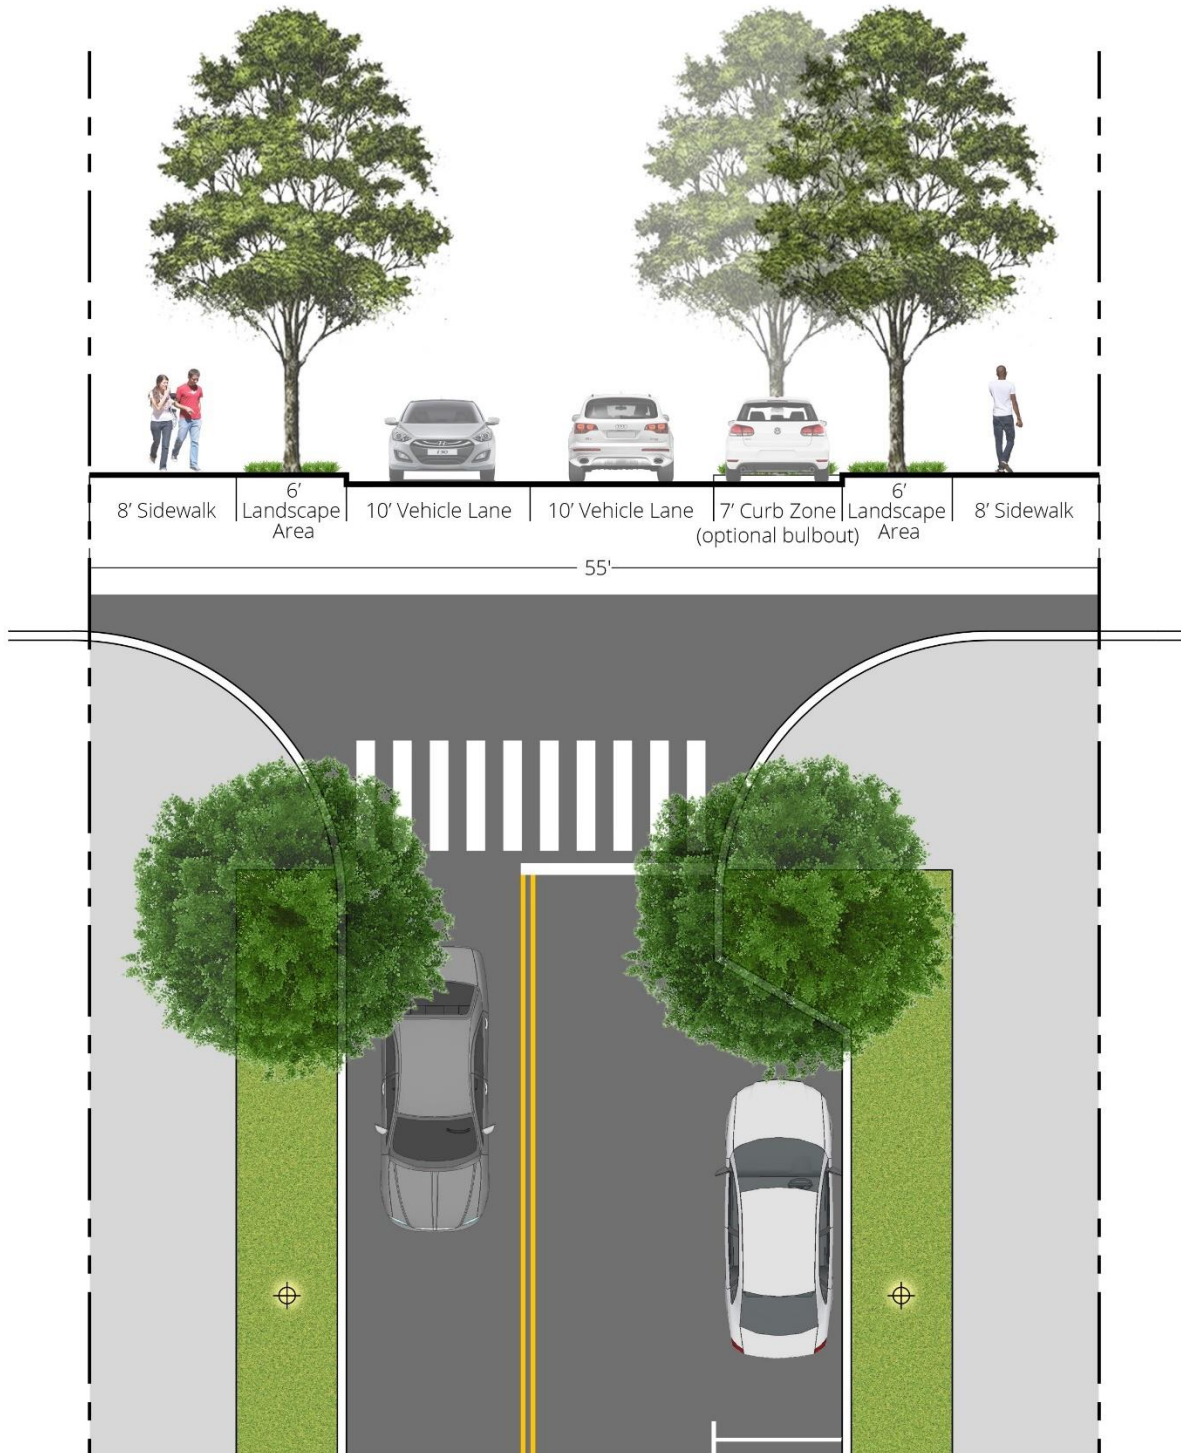 8' Sidewalk
6'
Landscape
Area
10' Vehicle Lane
10' Vehicle Lane
7' Curb Zone
(optional bulbout)
6'
Landscape
Area
8' Sidewalk
55'